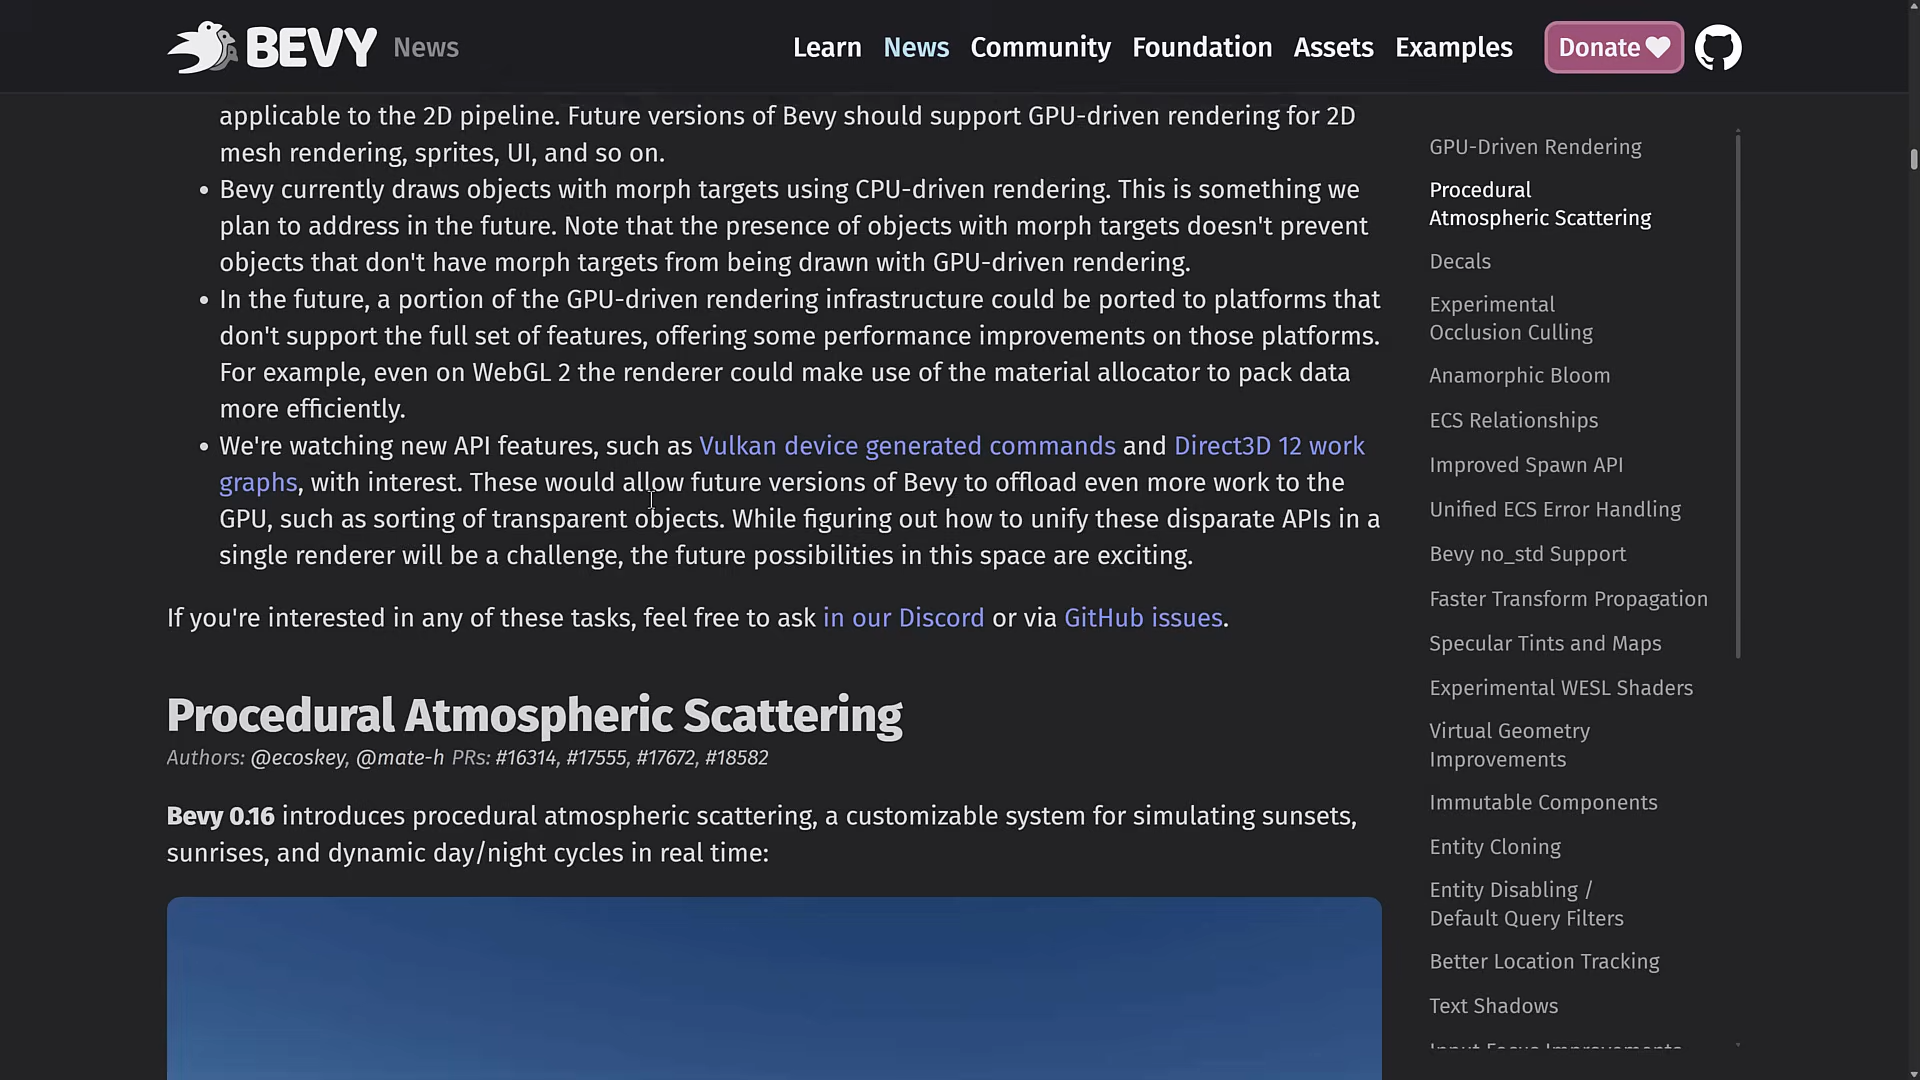 BEVY News
Learn News Community Foundation Assets Examples Donate
applicable to the 2D pipeline. Future versions of Bevy should support GPU-driven rendering for 2D
mesh rendering, sprites, UI, and so on.
• Bevy currently draws objects with morph targets using CPU-driven rendering. This is something we
plan to address in the future. Note that the presence of objects with morph targets doesn't prevent
objects that don't have morph targets from being drawn with GPU-driven rendering.
• In the future, a portion of the GPU-driven rendering infrastructure could be ported to platforms that
don't support the full set of features, offering some performance improvements on those platforms.
For example, even on WebGL 2 the renderer could make use of the material allocator to pack data
more efficiently.
• We're watching new API features, such as Vulkan device generated commands and Direct3D 12 work
graphs, with interest. These would allow future versions of Bevy to offload even more work to the
GPU, such as sorting of transparent objects. While figuring out how to unify these disparate APIs in a
single renderer will be a challenge, the future possibilities in this space are exciting.
If you're interested in any of these tasks, feel free to ask in our Discord or via GitHub issues.
Procedural Atmospheric Scattering
Authors: @ecoskey, @mate-h PRs: #16314, #17555, #17672, #18582
Bevy 0.16 introduces procedural atmospheric scattering, a customizable system for simulating sunsets,
sunrises, and dynamic day/night cycles in real time:
GPU-Driven Rendering
Procedural
Atmospheric Scattering
Decals
Experimental
Occlusion Culling
Anamorphic Bloom
ECS Relationships
Improved Spawn API
Unified ECS Error Handling
Bevy no_std Support
Faster Transform Propagation
Specular Tints and Maps
Experimental WESL Shaders
Virtual Geometry
Improvements
Immutable Components
Entity Cloning
Entity Disabling /
Default Query Filters
Better Location Tracking
Text Shadows
Input Focus Improvements